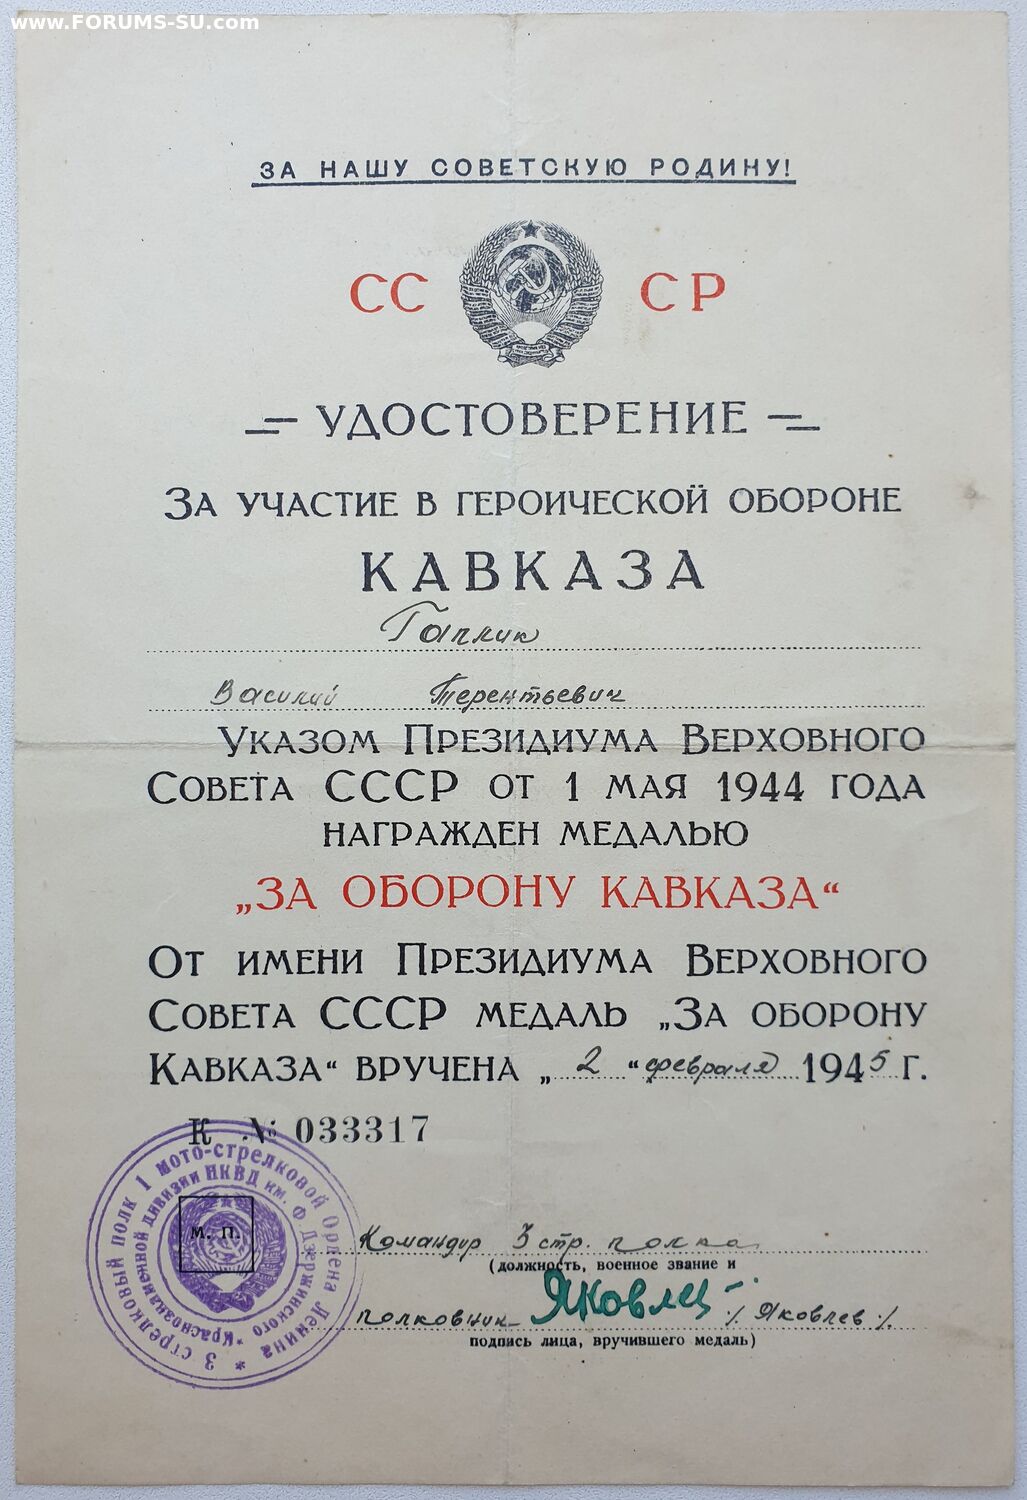 www.FORUMS-SU.com
ЗА НАШУ СОВЕТСКУЮ РОДИНУ!
СС СР
УДОСТОВЕРЕНИЕ
ЗА УЧАСТИЕ В ГЕРОИЧЕСКОЙ ОБОРОНЕ
КАВКАЗА
Гаплик
Василий Терентьевич
УКАЗОМ ПРЕЗИДИУМА ВЕРХОВНОГО
СОВЕТА СССР ОТ 1 МАЯ 1944 ГОДА
НАГРАЖДЕН МЕДАЛЬЮ
„ЗА ОБОРОНУ КАВКАЗА“
ОТ ИМЕНИ ПРЕЗИДИУМА ВЕРХОВНОГО
СОВЕТА СССР МЕДАЛЬ „ЗА ОБОРОНУ
КАВКАЗА“ ВРУЧЕНА „2“ февраля 1945 Г.
К № 033317
* 3 стрелковый полк 1 мото-стрелковой Ордена Ленина
*Краснознаменной дивизии НКВД им. Ф. Дзержинского
М. П.
Командир 3 стр. полка
(должность, военное звание и
полковник Яковлев /Яковлев/.
подпись лица, вручившего медаль)